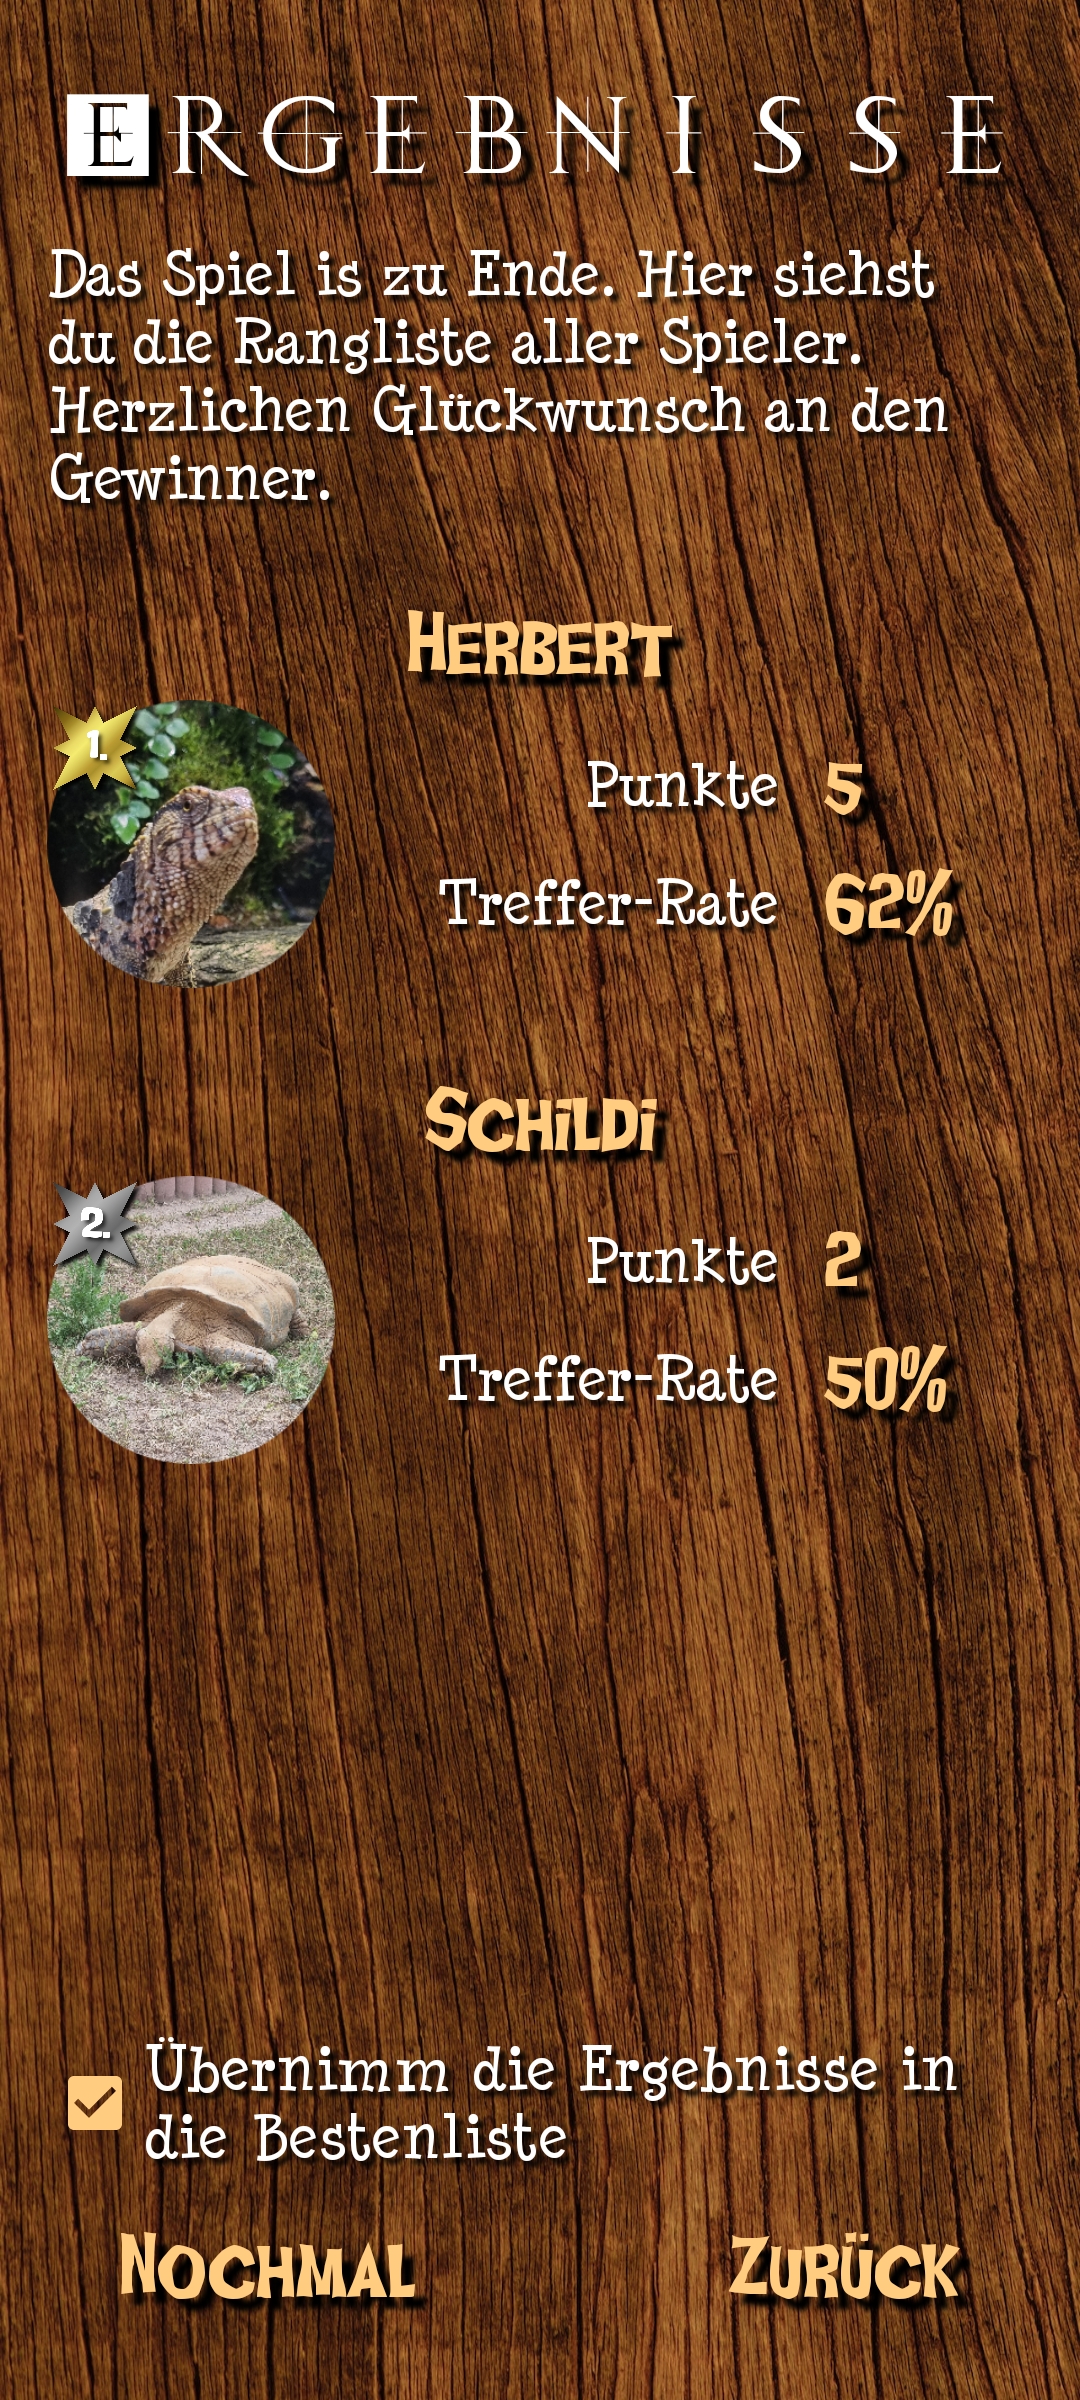 ERGEBNISSE
Das Spiel is zu Ende. Hier siehst
du die Rangliste aller Spieler.
Herzlichen Glückwunsch an den
Gewinner.
HERBERT
1.
Punkte 5
Treffer-Rate 62%
SCHILDI
2.
Punkte 2
Treffer-Rate 50%
Übernimm die Ergebnisse in
die Bestenliste
NOCHMAL ZURÜCK